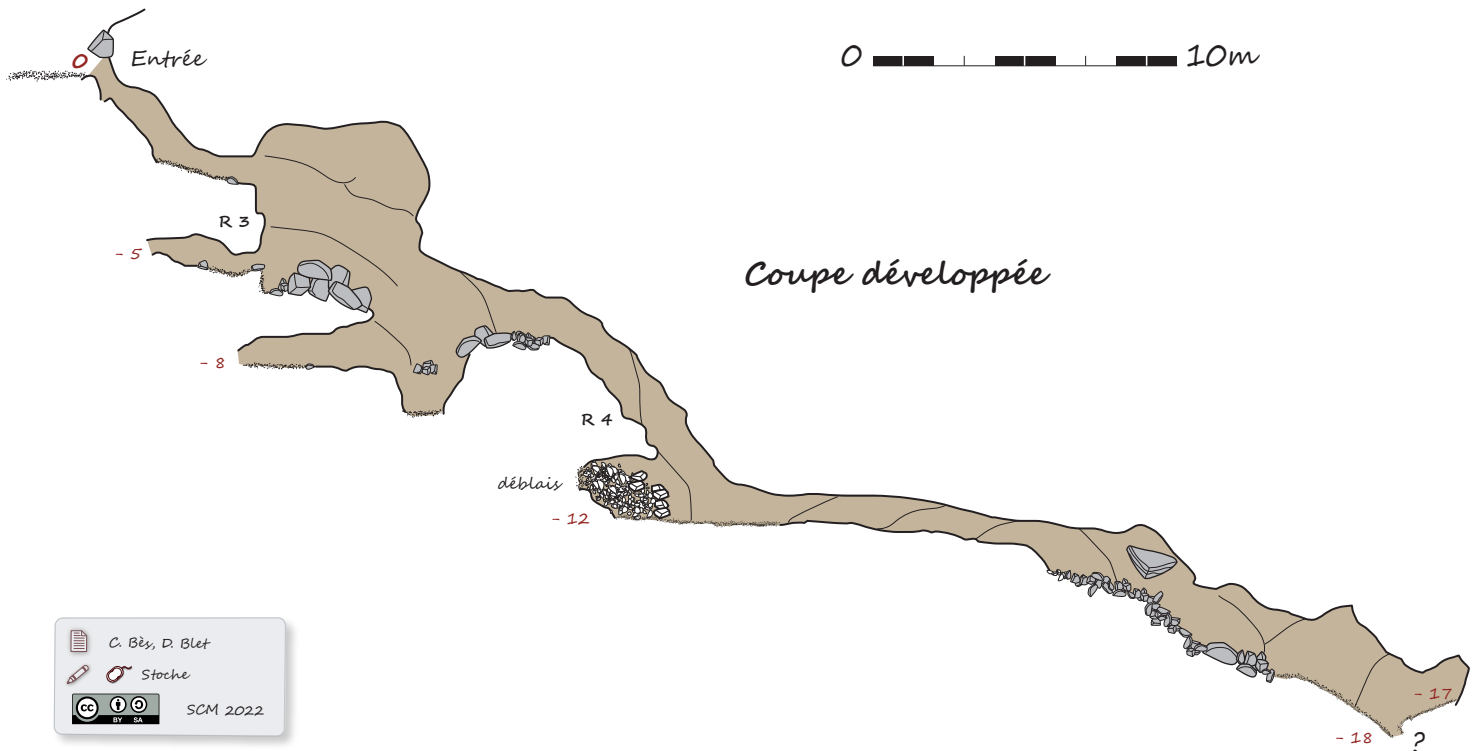 0 10m
0 Entrée
R 3
- 5
Coupe développée
- 8
R 4
déblais
- 12
C. Bès, D. Blet
Stoche
cc BY SA
SCM 2022
- 17
- 18 ?